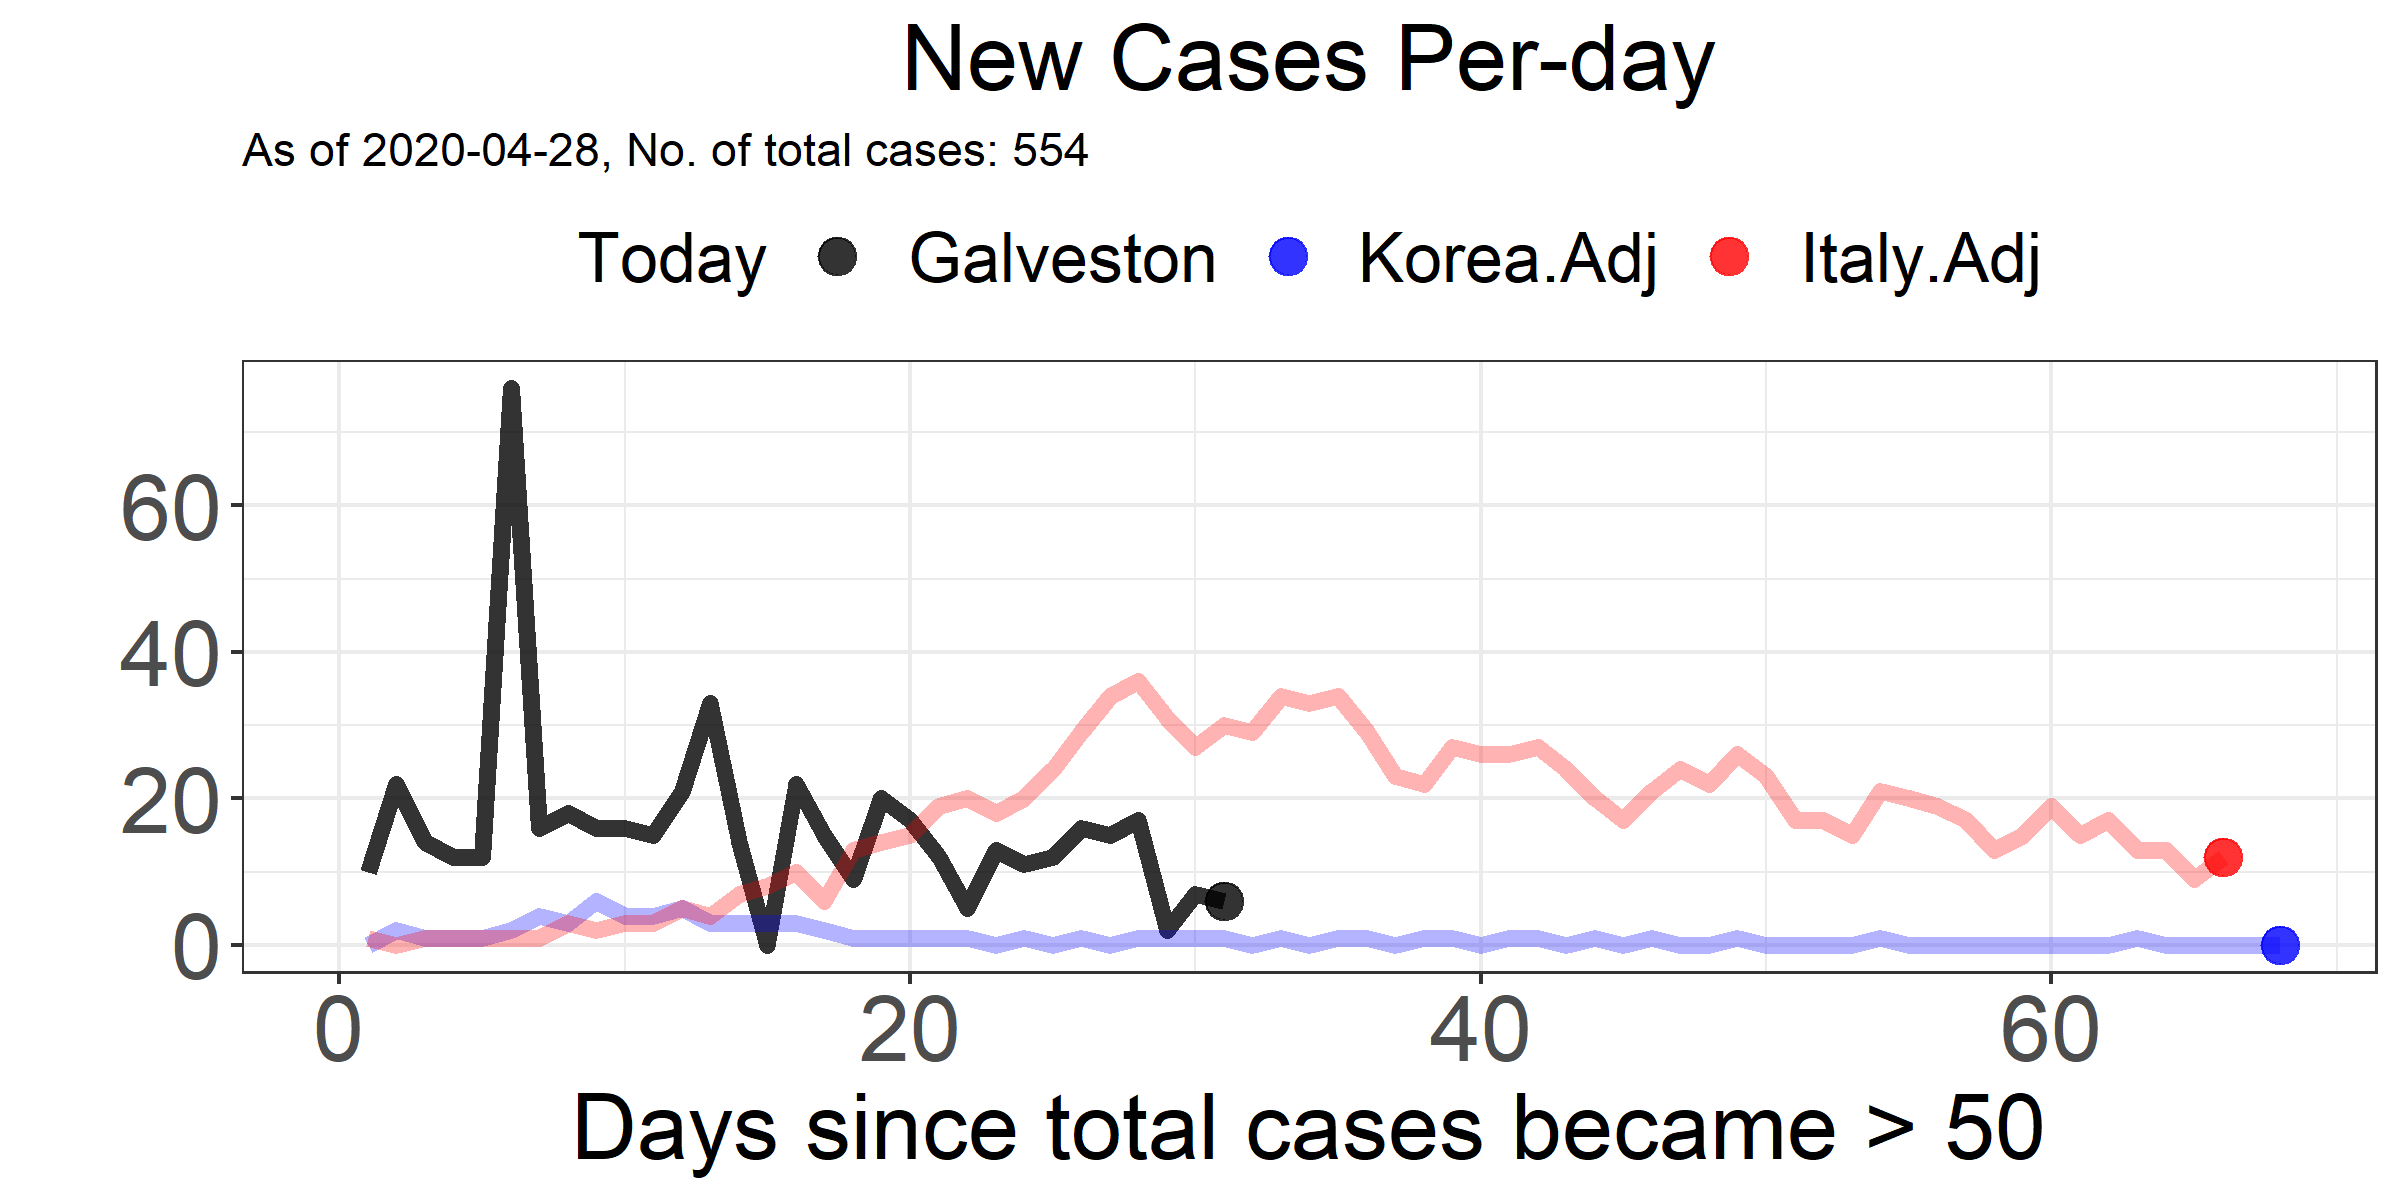 New Cases Per-day
As of 2020-04-28, No. of total cases: 554
Today Galveston Korea.Adj Italy.Adj
60
40
20
0
0 20 40 60
Days since total cases became > 50